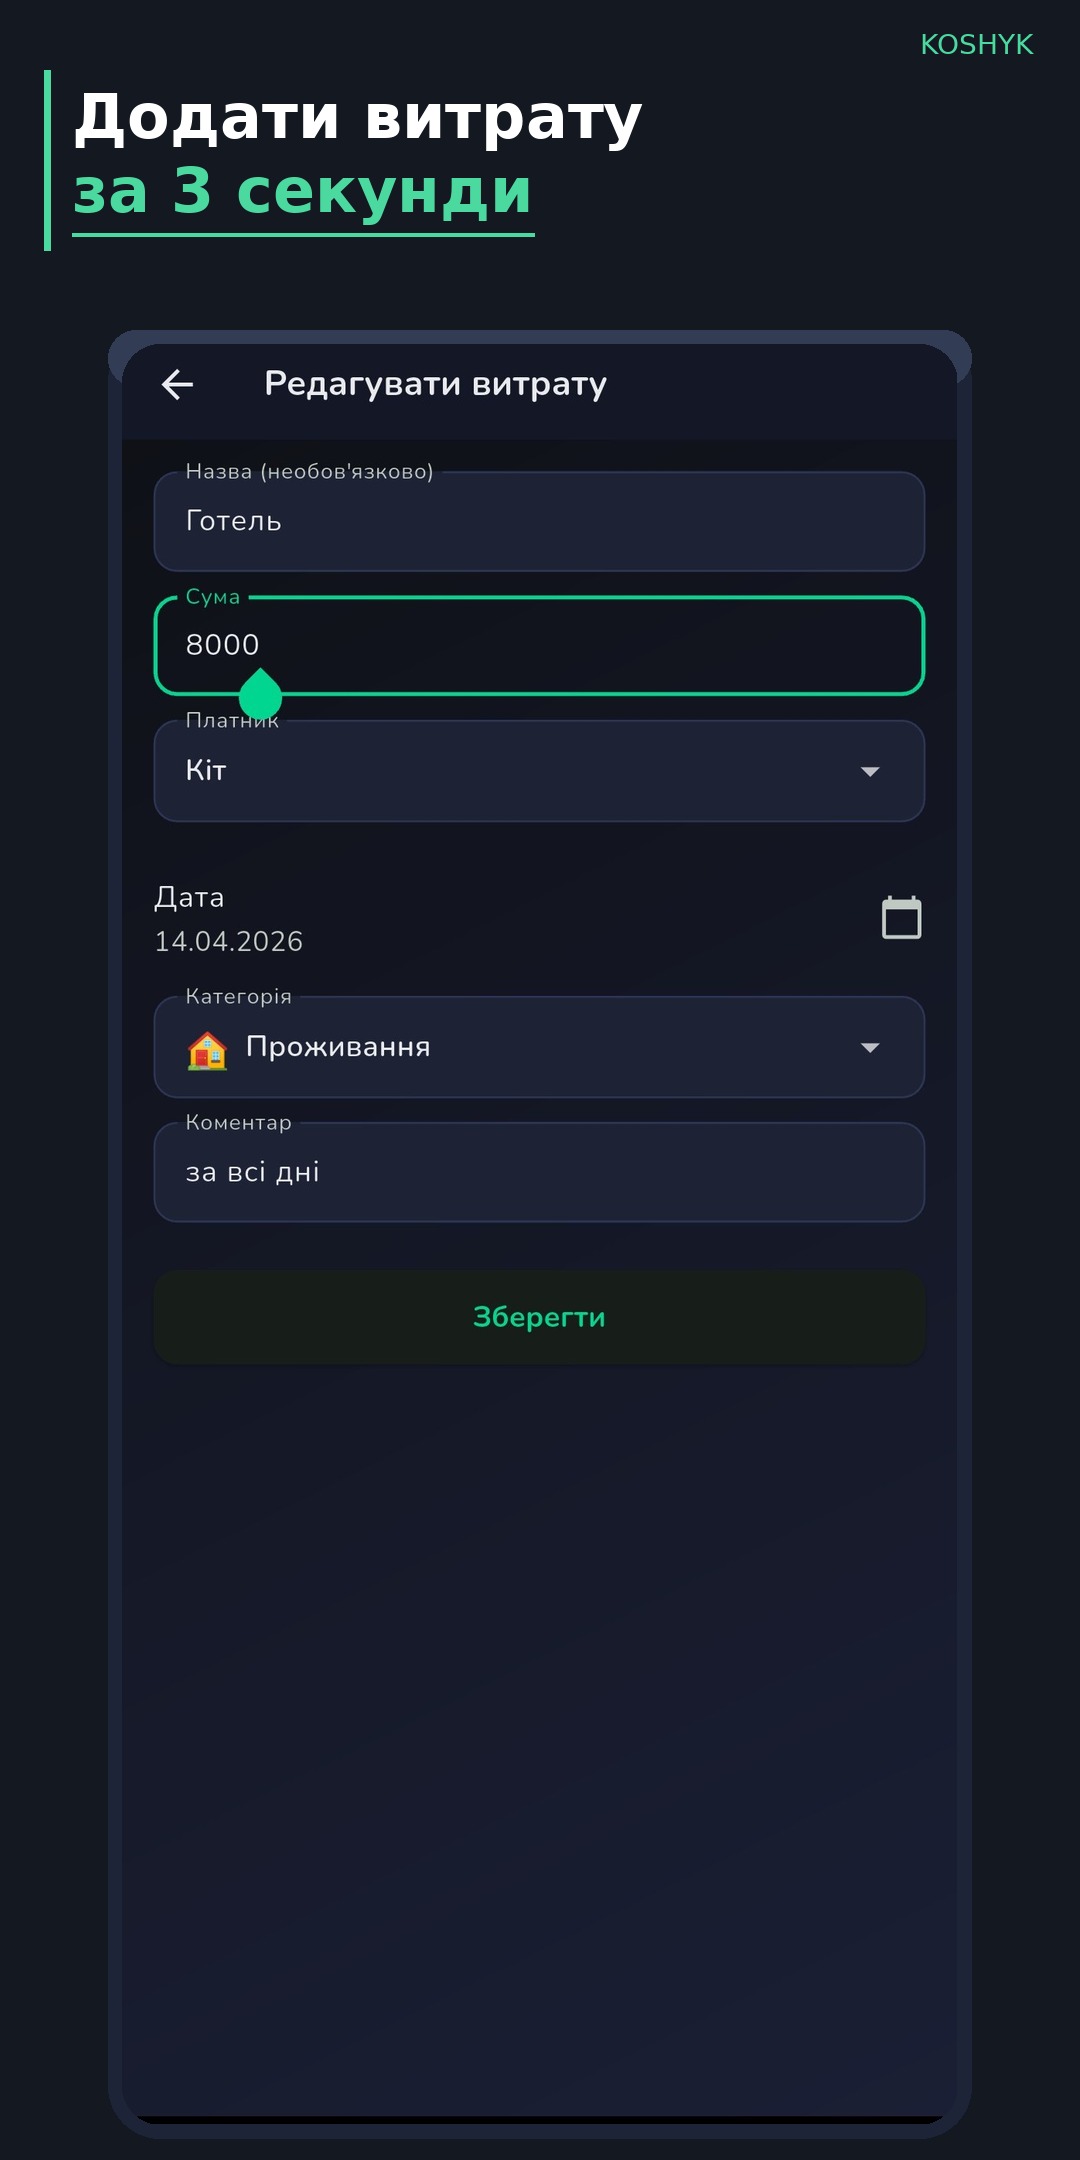 KOSHYK
Додати витрату
за 3 секунди
Редагувати витрату
Назва (необов'язково)
Готель
Сума
8000
Платник
Кіт
Дата
14.04.2026
Категорія
Проживання
Коментар
за всі дні
Зберегти